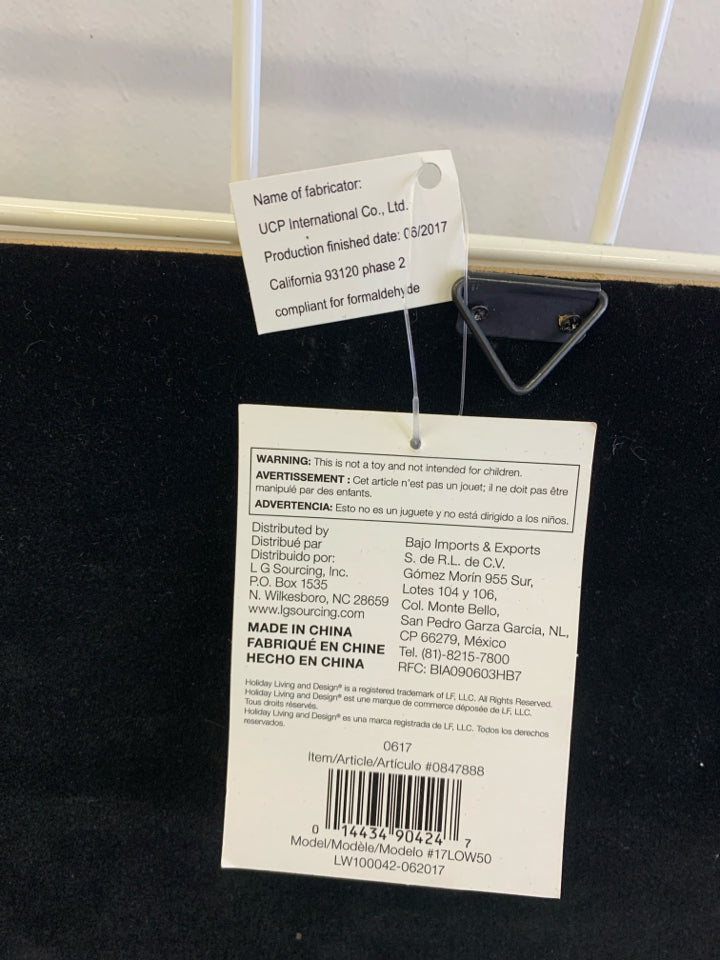 Name of fabricator:
UCP International Co., Ltd.
Production finished date: 06/2017
California 93120 phase 2
compliant for formaldehyde
WARNING: This is not a toy and not intended for children.
AVERTISSEMENT : Cet article n'est pas un jouet; il ne doit pas être
manipulé par des enfants.
ADVERTENCIA: Esto no es un juguete y no está dirigido a los niños.
Distributed by
Distribué par
Distribuido por:
L G Sourcing, Inc.
P.O. Box 1535
N. Wilkesboro, NC 28659
www.lgsourcing.com
MADE IN CHINA
FABRIQUÉ EN CHINE
HECHO EN CHINA
Bajo Imports & Exports
S. de R.L. de C.V.
Gómez Morín 955 Sur,
Lotes 104 y 106,
Col. Monte Bello,
San Pedro Garza Garcia, NL,
CP 66279, México
Tel. (81)-8215-7800
RFC: BIA090603HB7
Holiday Living and Design® is a registered trademark of LF, LLC. All Rights Reserved.
Holiday Living and Design® est une marque de commerce déposée de LF, LLC.
Tous droits réservés.
Holiday Living and Design® es una marca registrada de LF, LLC. Todos los derechos
reservados.
0617
Item/Article/Artículo #0847888
0 14434 90424 7
Model/Modèle/Modelo #17LOW50
LW100042-062017